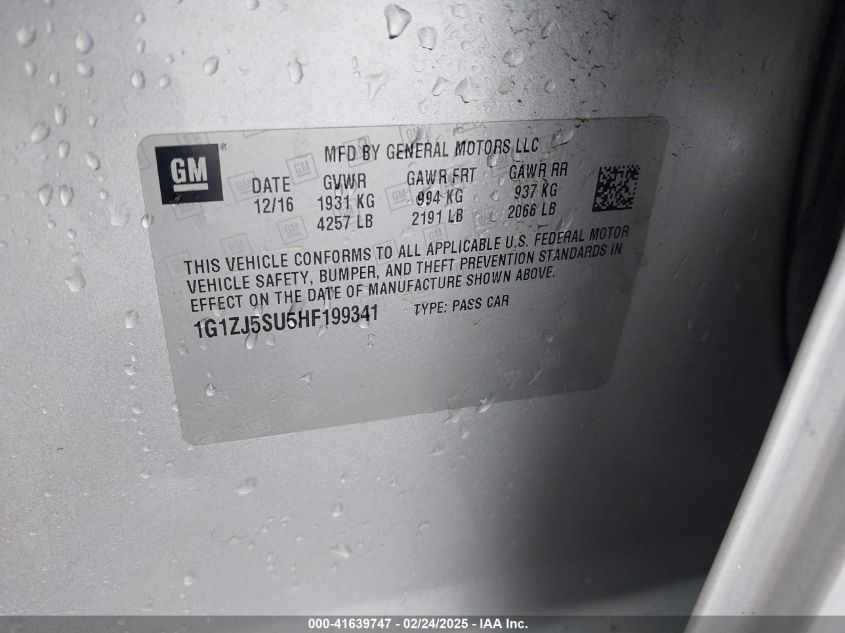 GM
MFD BY GENERAL MOTORS LLC
DATE GVWR GAWR FRT GAWR RR
12/16 1931 KG 994 KG 937 KG
4257 LB 2191 LB 2066 LB
THIS VEHICLE CONFORMS TO ALL APPLICABLE U.S. FEDERAL MOTOR
VEHICLE SAFETY, BUMPER, AND THEFT PREVENTION STANDARDS IN
EFFECT ON THE DATE OF MANUFACTURE SHOWN ABOVE.
1G1ZJ5SU5HF199341 TYPE: PASS CAR
000-41639747 - 02/24/2025 - IAA Inc.